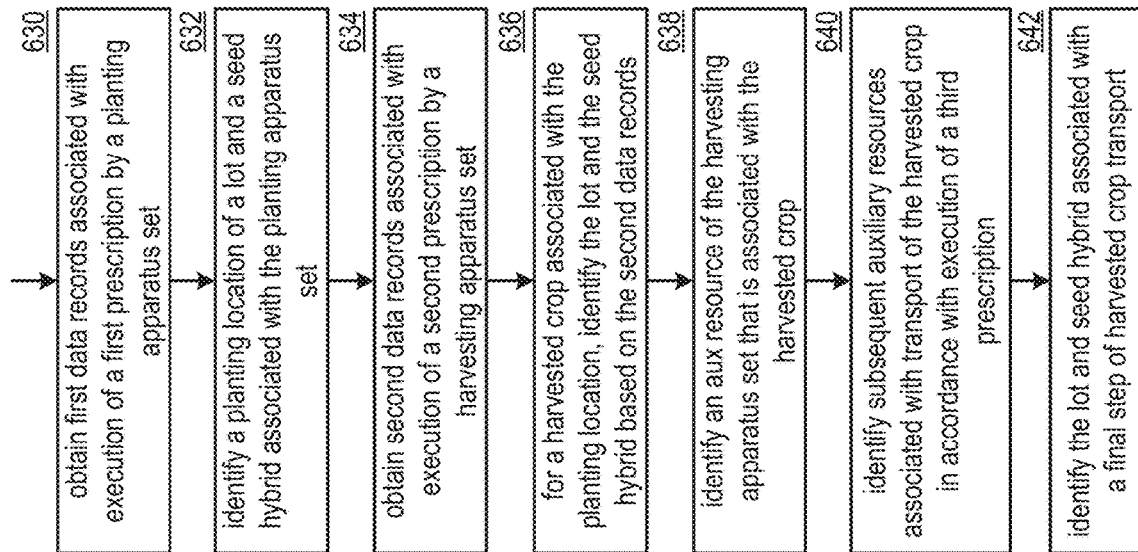 630
obtain first data records associated with
execution of a first prescription by a planting
apparatus set
632
identify a planting location of a lot and a seed
hybrid associated with the planting apparatus
set
634
obtain second data records associated with
execution of a second prescription by a
harvesting apparatus set
636
for a harvested crop associated with the
planting location, identify the lot and the seed
hybrid based on the second data records
638
identify an aux resource of the harvesting
apparatus set that is associated with the
harvested crop
640
identify subsequent auxiliary resources
associated with transport of the harvested crop
in accordance with execution of a third
prescription
642
identify the lot and seed hybrid associated with
a final step of harvested crop transport